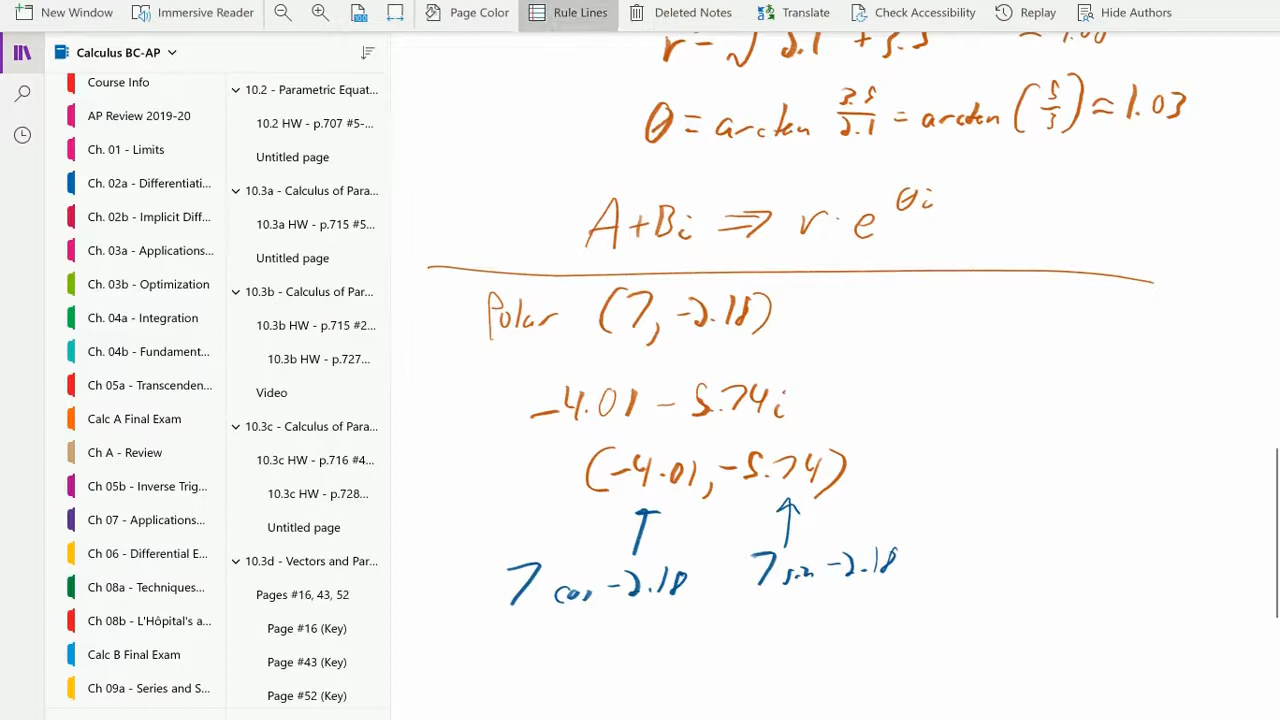 New Window Immersive Reader Page Color Rule Lines Deleted Notes Translate Check Accessibility Replay Hide Authors
Calculus BC-AP
Course Info
AP Review 2019-20
Ch. 01 - Limits
Ch. 02a - Differentiati...
Ch. 02b - Implicit Diff...
Ch. 03a - Applications...
Ch. 03b - Optimization
Ch. 04a - Integration
Ch. 04b - Fundament...
Ch 05a - Transcenden...
Calc A Final Exam
Ch A - Review
Ch 05b - Inverse Trig...
Ch 07 - Applications...
Ch 06 - Differential E...
Ch 08a - Techniques...
Ch 08b - L'Hôpital's a...
Calc B Final Exam
Ch 09a - Series and S...
10.2 - Parametric Equat...
10.2 HW - p.707 #5-...
Untitled page
10.3a - Calculus of Para...
10.3a HW - p.715 #5...
Untitled page
10.3b - Calculus of Par...
10.3b HW - p.715 #2...
10.3b HW - p.727...
Video
10.3c - Calculus of Para...
10.3c HW - p.716 #4...
10.3c HW - p.728...
Untitled page
10.3d - Vectors and Par...
Pages #16, 43, 52
Page #16 (Key)
Page #43 (Key)
Page #52 (Key)
θ = arctan 3.5/2.1 = arctan (5/3) ≈ 1.03
A+Bi ⇒ r·e^θi
Polar (7, -2.18)
-4.01 - 5.74i
(-4.01, -5.74)
7 cos -2.18 7 sin -2.18